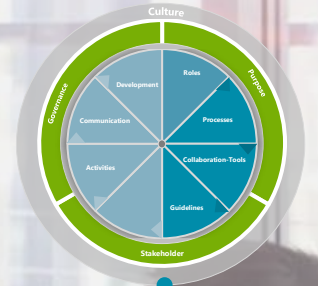 Culture
Governance
Purpose
Stakeholder
Development
Roles
Communication
Processes
Activities
Collaboration-Tools
Guidelines